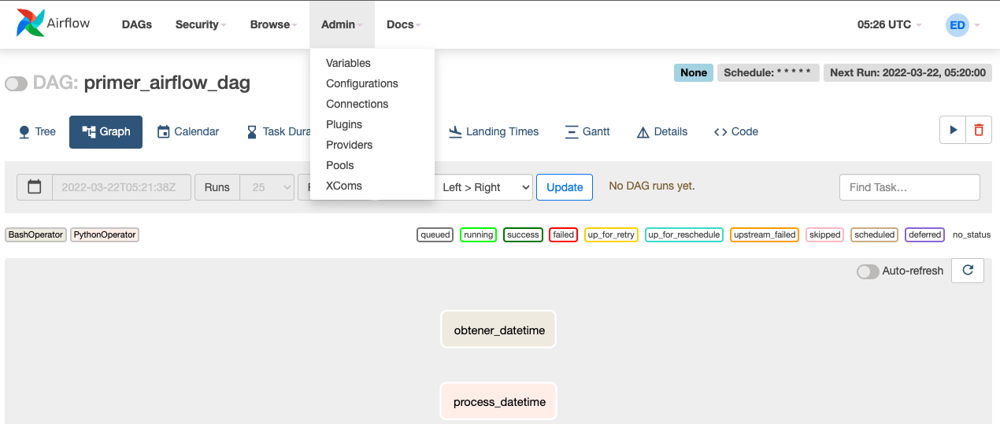 Airflow DAGs Security Browse Admin Docs 05:26 UTC ED
Variables
Configurations
Connections
Plugins
Providers
Pools
XComs
DAG: primer_airflow_dag None Schedule: * * * * * Next Run: 2022-03-22, 05:20:00
Tree Graph Calendar Task Dura Landing Times Gantt Details Code
2022-03-22T05:21:38Z Runs 25 Left > Right Update No DAG runs yet. Find Task...
BashOperator PythonOperator queued running success failed up_for_retry up_for_reschedule upstream_failed skipped scheduled deferred no_status
Auto-refresh
obtener_datetime
process_datetime